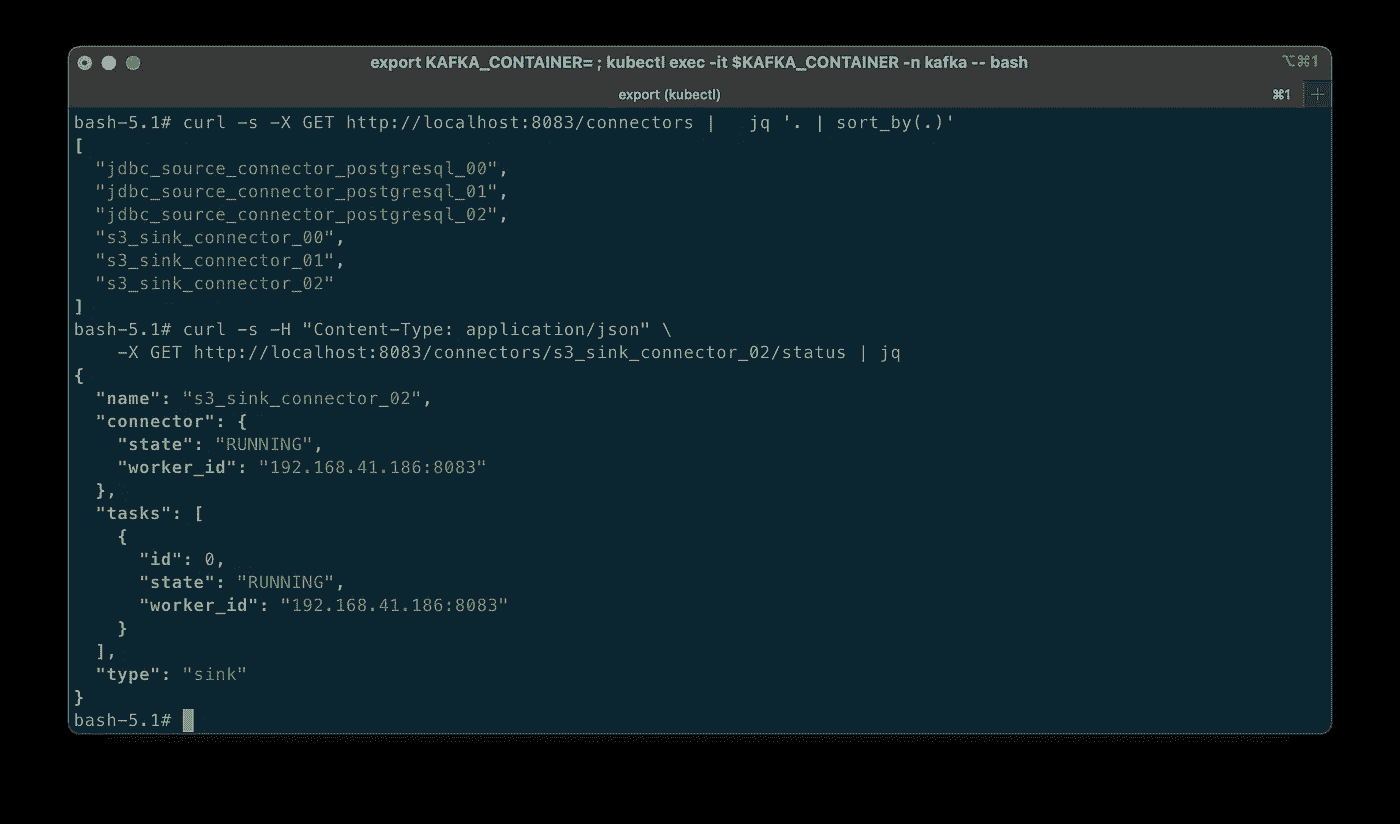 export KAFKA_CONTAINER= ; kubectl exec -it $KAFKA_CONTAINER -n kafka -- bash
⌥⌘1
export (kubectl)
⌘1
+
bash-5.1# curl -s -X GET http://localhost:8083/connectors |   jq '. | sort_by(.)'
[
  "jdbc_source_connector_postgresql_00",
  "jdbc_source_connector_postgresql_01",
  "jdbc_source_connector_postgresql_02",
  "s3_sink_connector_00",
  "s3_sink_connector_01",
  "s3_sink_connector_02"
]
bash-5.1# curl -s -H "Content-Type: application/json" \
    -X GET http://localhost:8083/connectors/s3_sink_connector_02/status | jq
{
  "name": "s3_sink_connector_02",
  "connector": {
    "state": "RUNNING",
    "worker_id": "192.168.41.186:8083"
  },
  "tasks": [
    {
      "id": 0,
      "state": "RUNNING",
      "worker_id": "192.168.41.186:8083"
    }
  ],
  "type": "sink"
}
bash-5.1#